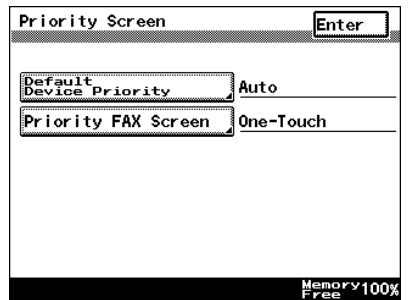 Priority Screen
Enter
Default
Device Priority
Auto
Priority FAX Screen
One-Touch
Memory
Free 100%